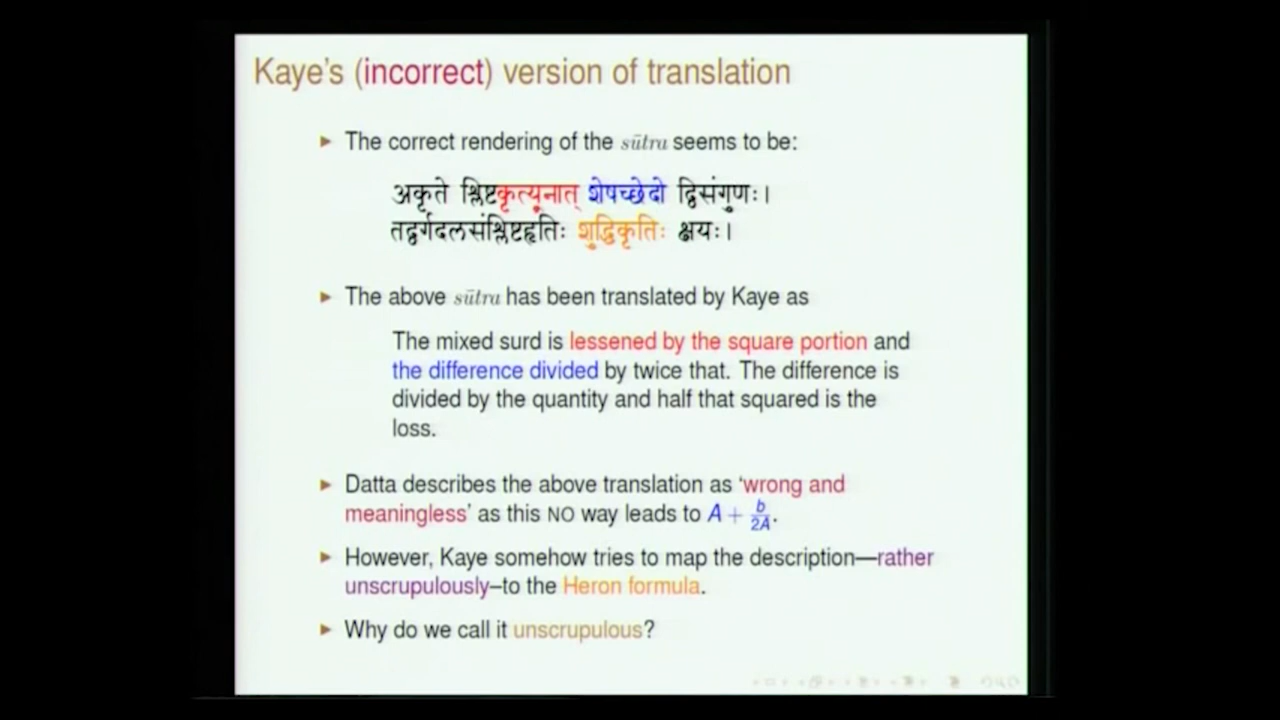 Kaye's (incorrect) version of translation
► The correct rendering of the sūtra seems to be:
अकृते श्लिष्टकृत्यूनात् शेषच्छेदो द्विसंगुणः।
तद्वर्गदलसंश्लिष्टहृतिः शुद्धिकृतिः क्षयः।
► The above sūtra has been translated by Kaye as
The mixed surd is lessened by the square portion and
the difference divided by twice that. The difference is
divided by the quantity and half that squared is the
loss.
► Datta describes the above translation as 'wrong and
meaningless' as this NO way leads to A + b/2A.
► However, Kaye somehow tries to map the description—rather
unscrupulously–to the Heron formula.
► Why do we call it unscrupulous?